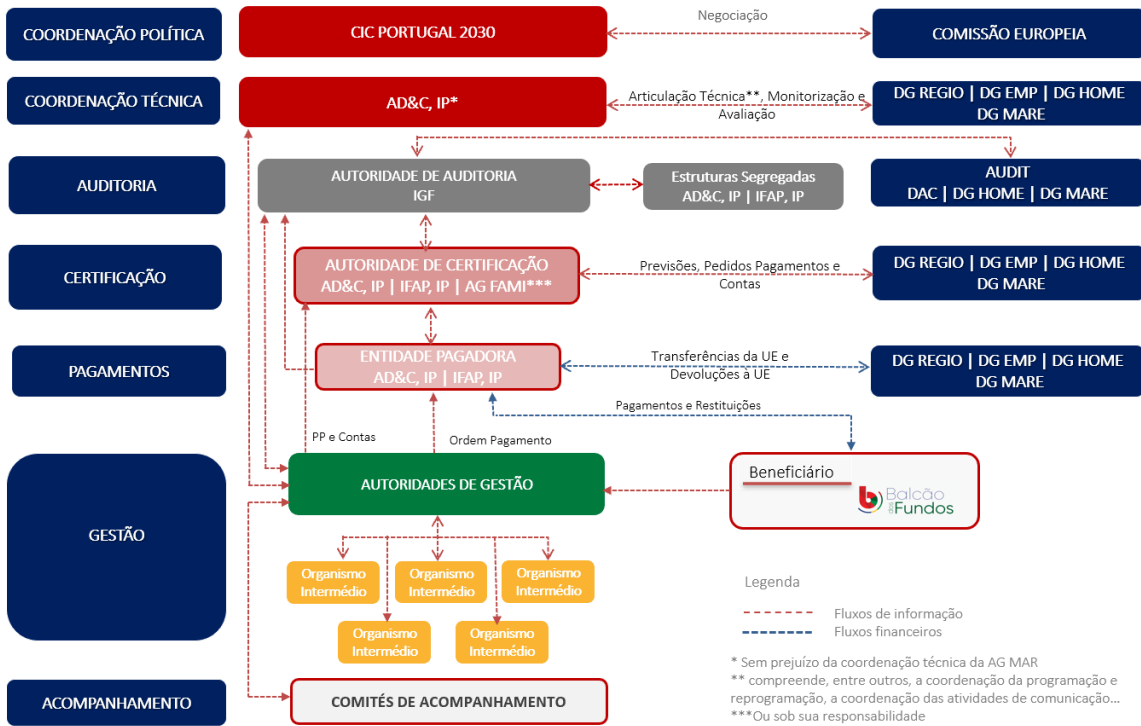 COORDENAÇÃO POLÍTICA
CIC PORTUGAL 2030
Negociação
COMISSÃO EUROPEIA
COORDENAÇÃO TÉCNICA
AD&C, IP*
Articulação Técnica**, Monitorização e
Avaliação
DG REGIO | DG EMP | DG HOME
DG MARE
AUDITORIA
AUTORIDADE DE AUDITORIA
IGF
Estruturas Segregadas
AD&C, IP | IFAP, IP
AUDIT
DAC | DG HOME | DG MARE
CERTIFICAÇÃO
AUTORIDADE DE CERTIFICAÇÃO
AD&C, IP | IFAP, IP | AG FAMI***
Previsões, Pedidos Pagamentos e
Contas
DG REGIO | DG EMP | DG HOME
DG MARE
PAGAMENTOS
ENTIDADE PAGADORA
AD&C, IP | IFAP, IP
Transferências da UE e
Devoluções à UE
DG REGIO | DG EMP | DG HOME
DG MARE
Pagamentos e Restituições
PP e Contas
Ordem Pagamento
GESTÃO
AUTORIDADES DE GESTÃO
Beneficiário
b Balcão
dos Fundos
Organismo
Intermédio
Organismo
Intermédio
Organismo
Intermédio
Organismo
Intermédio
Organismo
Intermédio
Legenda
Fluxos de informação
Fluxos financeiros
* Sem prejuízo da coordenação técnica da AG MAR
** compreende, entre outros, a coordenação da programação e
reprogramação, a coordenação das atividades de comunicação...
***Ou sob sua responsabilidade
ACOMPANHAMENTO
COMITÉS DE ACOMPANHAMENTO